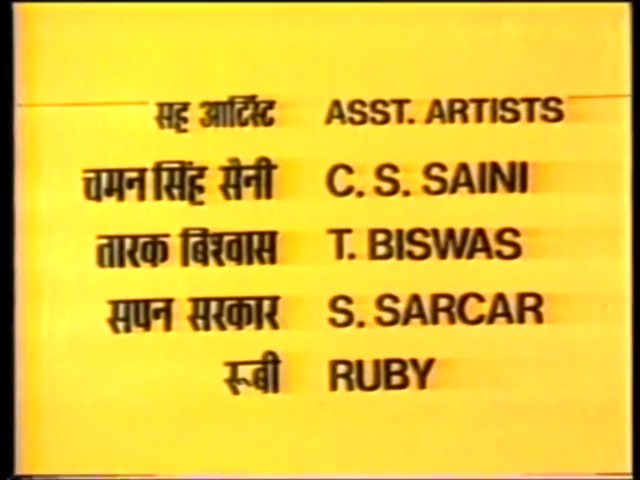 सह आर्टिस्ट ASST. ARTISTS
चमन सिंह सेनी C. S. SAINI
तारक बिश्वास T. BISWAS
सपन सरकार S. SARCAR
रूबी RUBY